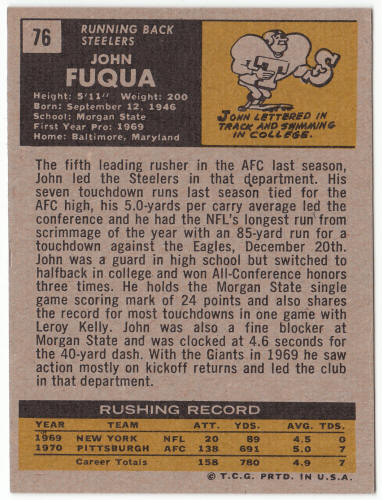 76
RUNNING BACK
STEELERS
JOHN
FUQUA
Height: 5'11" Weight: 200
Born: September 12, 1946
School: Morgan State
First Year Pro: 1969
Home: Baltimore, Maryland
JOHN LETTERED IN
TRACK AND SWIMMING
IN COLLEGE.
The fifth leading rusher in the AFC last season,
John led the Steelers in that department. His
seven touchdown runs last season tied for the
AFC high, his 5.0-yards per carry average led the
conference and he had the NFL's longest run from
scrimmage of the year with an 85-yard run for a
touchdown against the Eagles, December 20th.
John was a guard in high school but switched to
halfback in college and won All-Conference honors
three times. He holds the Morgan State single
game scoring mark of 24 points and also shares
the record for most touchdowns in one game with
Leroy Kelly. John was also a fine blocker at
Morgan State and was clocked at 4.6 seconds for
the 40-yard dash. With the Giants in 1969 he saw
action mostly on kickoff returns and led the club
in that department.
RUSHING RECORD
YEAR TEAM ATT. YDS. AVG. TDS.
1969 NEW YORK NFL 20 89 4.5 0
1970 PITTSBURGH AFC 138 691 5.0 7
Career Totals 158 780 4.9 7
© T.C.G. PRTD. IN U.S.A.